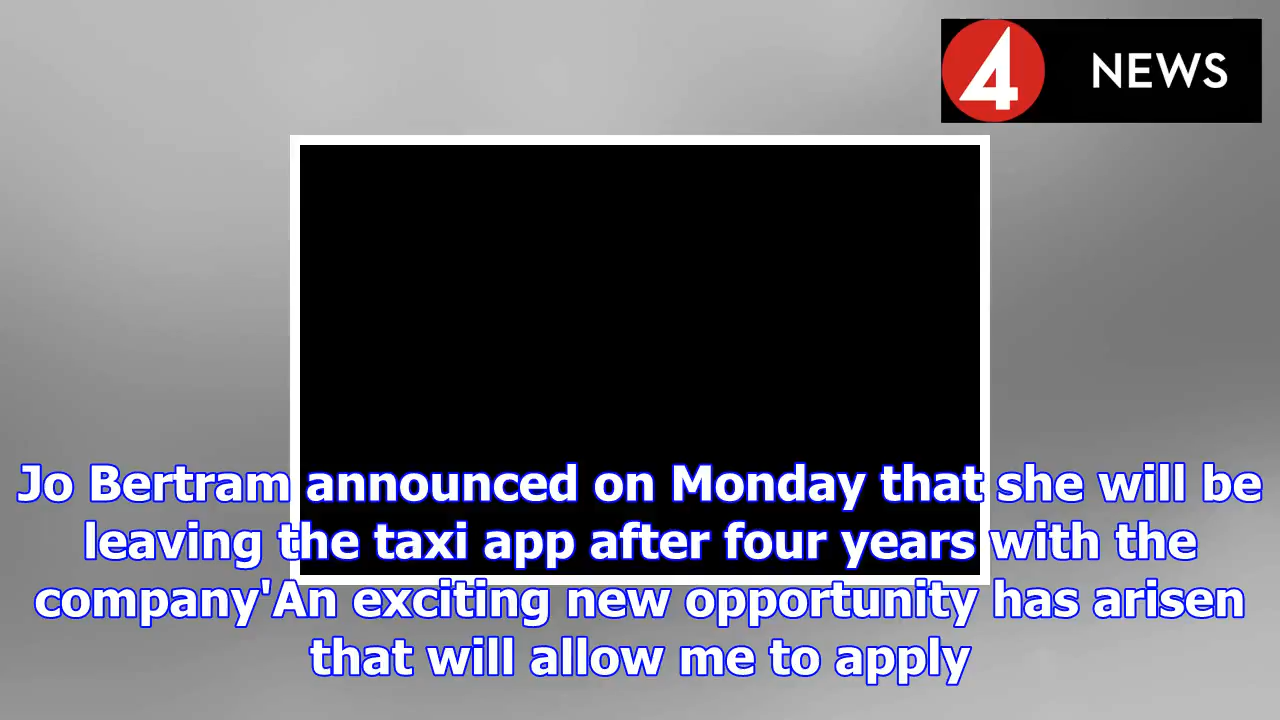 4 NEWS
Jo Bertram announced on Monday that she will be
leaving the taxi app after four years with the
company'An exciting new opportunity has arisen
that will allow me to apply